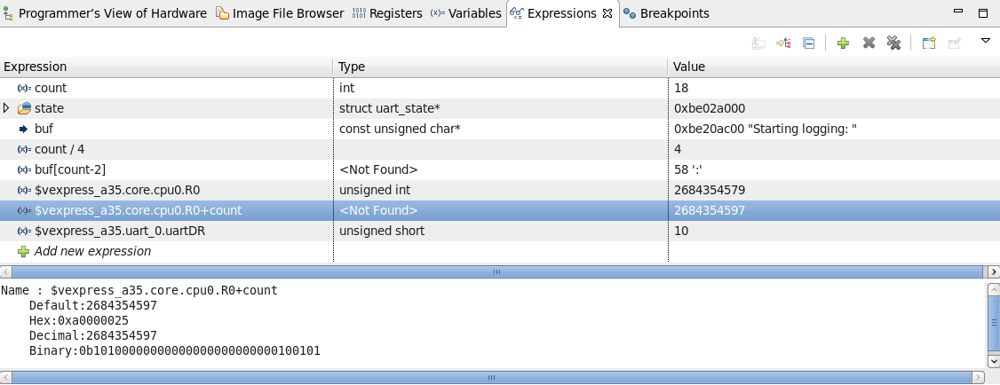 Programmer's View of Hardware Image File Browser 1010 0101 Registers (x)= Variables Expressions Breakpoints
Expression Type Value
(x)= count int 18
state struct uart_state* 0xbe02a000
buf const unsigned char* 0xbe20ac00 "Starting logging: "
(x)= count / 4 4
(x)= buf[count-2] <Not Found> 58 ':'
(x)= $vexpress_a35.core.cpu0.R0 unsigned int 2684354579
(x)= $vexpress_a35.core.cpu0.R0+count <Not Found> 2684354597
(x)= $vexpress_a35.uart_0.uartDR unsigned short 10
Add new expression
Name : $vexpress_a35.core.cpu0.R0+count
Default:2684354597
Hex:0xa0000025
Decimal:2684354597
Binary:0b10100000000000000000000000100101